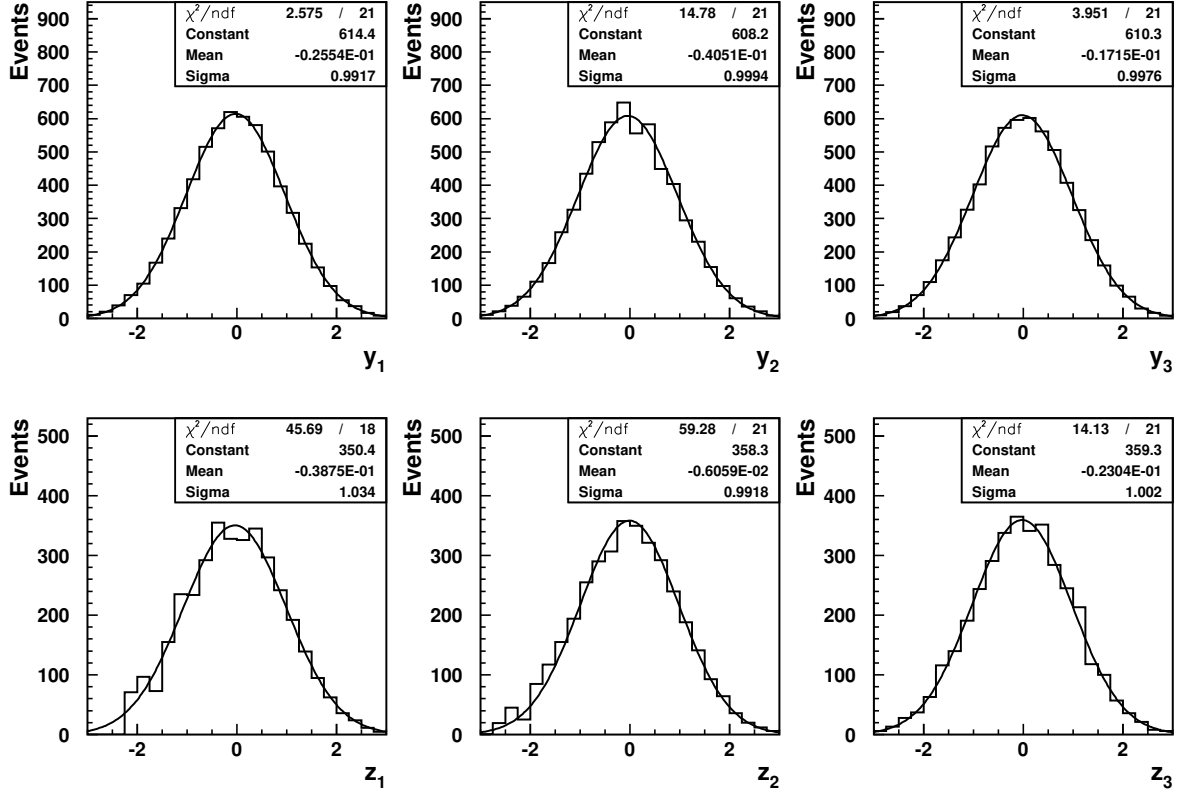 χ²/ndf 2.575 / 21
Constant 614.4
Mean -0.2554E-01
Sigma 0.9917
Events
900
800
700
600
500
400
300
200
100
0
-2 0 2
y1
χ²/ndf 14.78 / 21
Constant 608.2
Mean -0.4051E-01
Sigma 0.9994
Events
900
800
700
600
500
400
300
200
100
0
-2 0 2
y2
χ²/ndf 3.951 / 21
Constant 610.3
Mean -0.1715E-01
Sigma 0.9976
Events
900
800
700
600
500
400
300
200
100
0
-2 0 2
y3
χ²/ndf 45.69 / 18
Constant 350.4
Mean -0.3875E-01
Sigma 1.034
Events
500
400
300
200
100
0
-2 0 2
z1
χ²/ndf 59.28 / 21
Constant 358.3
Mean -0.6059E-02
Sigma 0.9918
Events
500
400
300
200
100
0
-2 0 2
z2
χ²/ndf 14.13 / 21
Constant 359.3
Mean -0.2304E-01
Sigma 1.002
Events
500
400
300
200
100
0
-2 0 2
z3